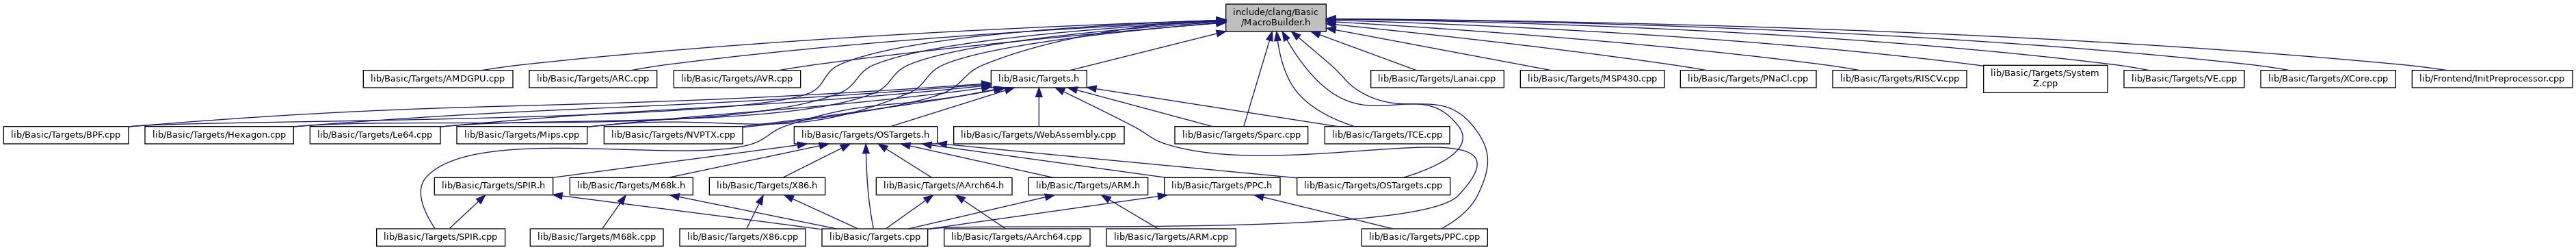 include/clang/Basic
/MacroBuilder.h
lib/Basic/Targets/AMDGPU.cpp
lib/Basic/Targets/ARC.cpp
lib/Basic/Targets/AVR.cpp
lib/Basic/Targets.h
lib/Basic/Targets/Lanai.cpp
lib/Basic/Targets/MSP430.cpp
lib/Basic/Targets/PNaCl.cpp
lib/Basic/Targets/RISCV.cpp
lib/Basic/Targets/System
Z.cpp
lib/Basic/Targets/VE.cpp
lib/Basic/Targets/XCore.cpp
lib/Frontend/InitPreprocessor.cpp
lib/Basic/Targets/BPF.cpp
lib/Basic/Targets/Hexagon.cpp
lib/Basic/Targets/Le64.cpp
lib/Basic/Targets/Mips.cpp
lib/Basic/Targets/NVPTX.cpp
lib/Basic/Targets/OSTargets.h
lib/Basic/Targets/WebAssembly.cpp
lib/Basic/Targets/Sparc.cpp
lib/Basic/Targets/TCE.cpp
lib/Basic/Targets/SPIR.h
lib/Basic/Targets/M68k.h
lib/Basic/Targets/X86.h
lib/Basic/Targets/AArch64.h
lib/Basic/Targets/ARM.h
lib/Basic/Targets/PPC.h
lib/Basic/Targets/OSTargets.cpp
lib/Basic/Targets/SPIR.cpp
lib/Basic/Targets/M68k.cpp
lib/Basic/Targets/X86.cpp
lib/Basic/Targets.cpp
lib/Basic/Targets/AArch64.cpp
lib/Basic/Targets/ARM.cpp
lib/Basic/Targets/PPC.cpp